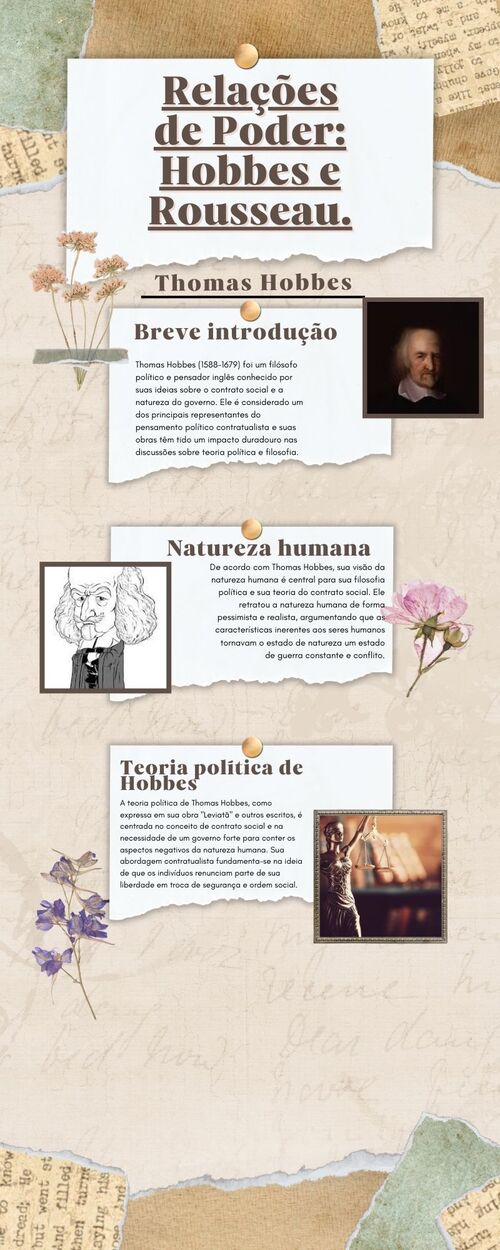 Relações
de Poder:
Hobbes e
Rousseau.
Thomas Hobbes
Breve introdução
Thomas Hobbes (1588-1679) foi um filósofo
político e pensador inglês conhecido por
suas ideias sobre o contrato social e a
natureza do governo. Ele é considerado um
dos principais representantes do
pensamento político contratualista e suas
obras têm tido um impacto duradouro nas
discussões sobre teoria política e filosofia.
Natureza humana
De acordo com Thomas Hobbes, sua visão da
natureza humana é central para sua filosofia
política e sua teoria do contrato social. Ele
retratou a natureza humana de forma
pessimista e realista, argumentando que as
características inerentes aos seres humanos
tornavam o estado de natureza um estado
de guerra constante e conflito.
Teoria política de
Hobbes
A teoria política de Thomas Hobbes, como
expressa em sua obra "Leviatã" e outros escritos, é
centrada no conceito de contrato social e na
necessidade de um governo forte para conter os
aspectos negativos da natureza humana. Sua
abordagem contratualista fundamenta-se na ideia
de que os indivíduos renunciam parte de sua
liberdade em troca de segurança e ordem social.